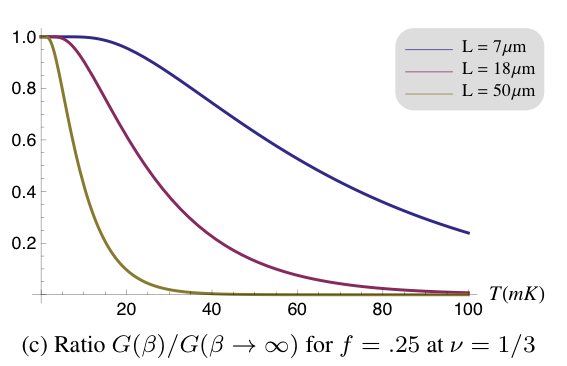 1.0
0.8
0.6
0.4
0.2
L = 7μm
L = 18μm
L = 50μm
20
40
60
80
100
T(mK)
(c) Ratio G(β)/G(β → ∞) for f = .25 at ν = 1/3